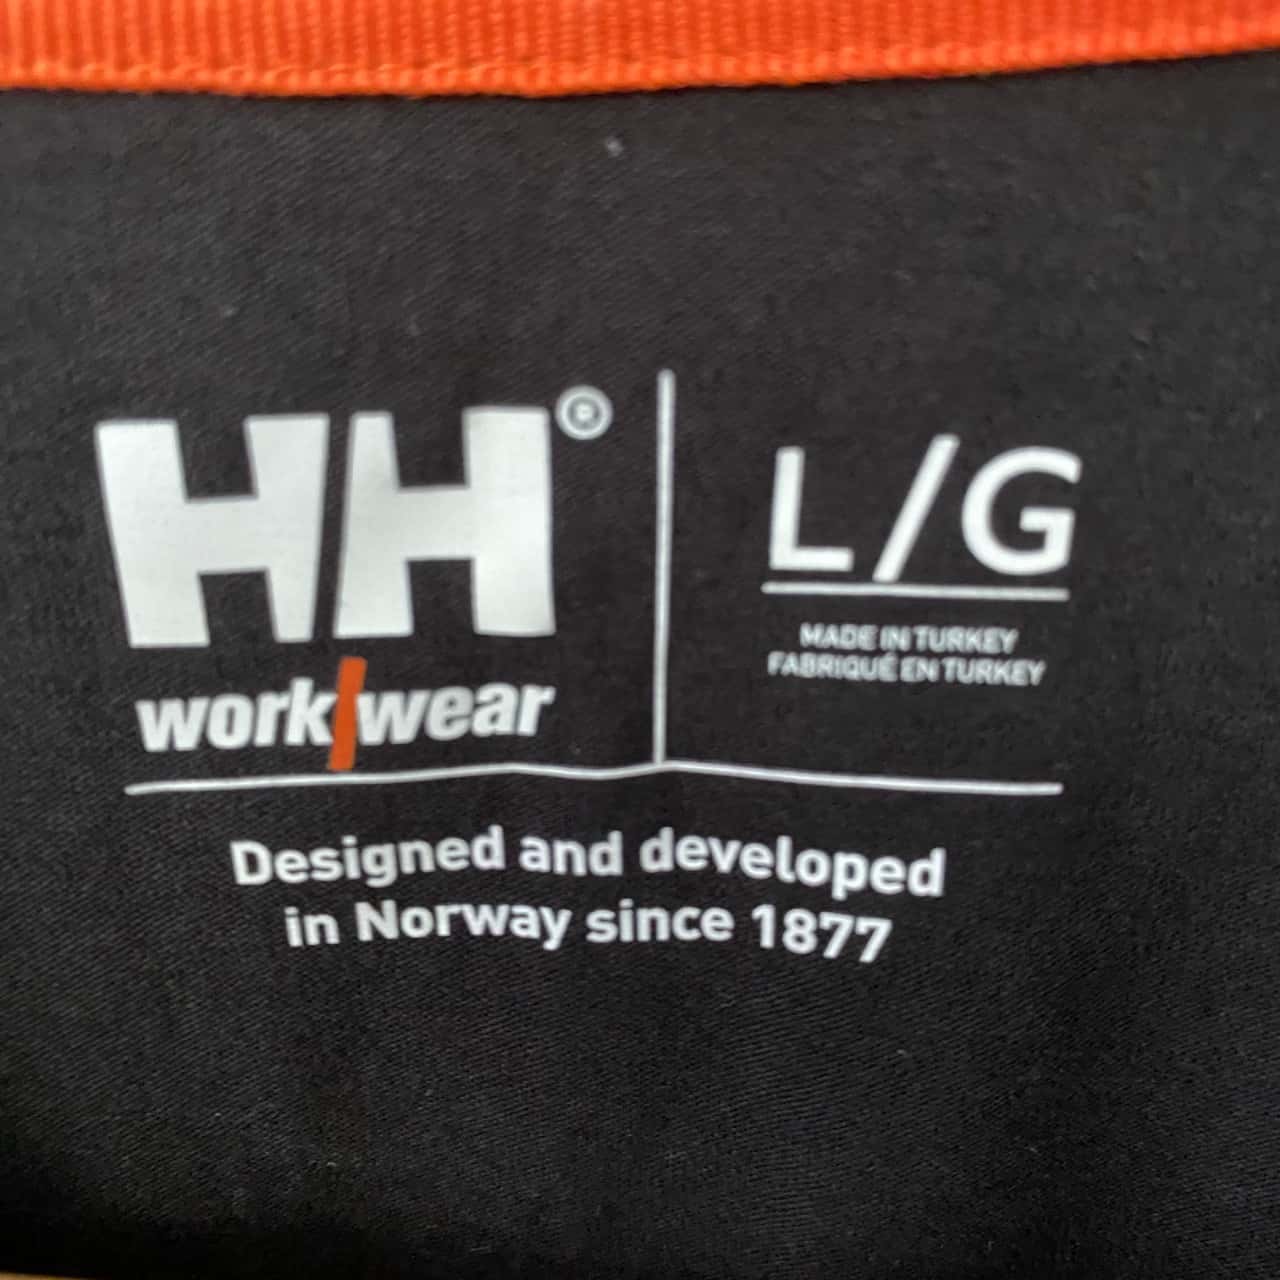 HH®
work/wear
L/G
MADE IN TURKEY
FABRIQUÉ EN TURKEY
Designed and developed
in Norway since 1877